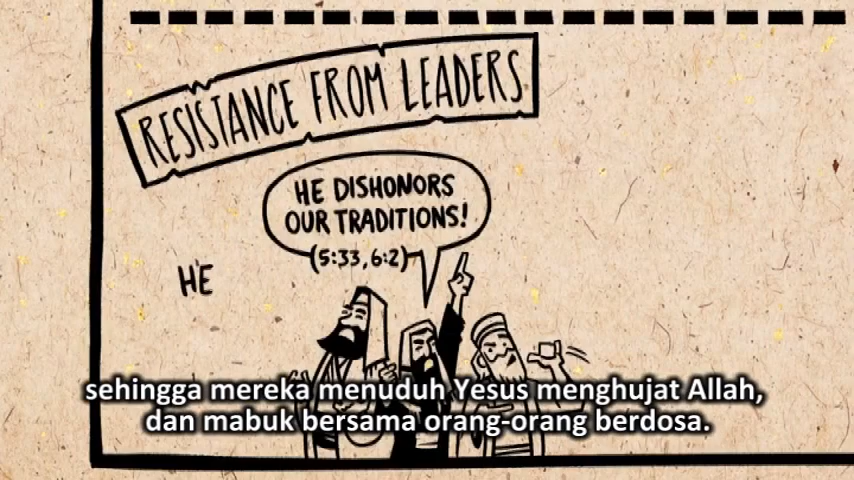 RESISTANCE FROM LEADERS
HE DISHONORS
OUR TRADITIONS!
(5:33, 6:2)
HE
sehingga mereka menuduh Yesus menghujat Allah,
dan mabuk bersama orang-orang berdosa.